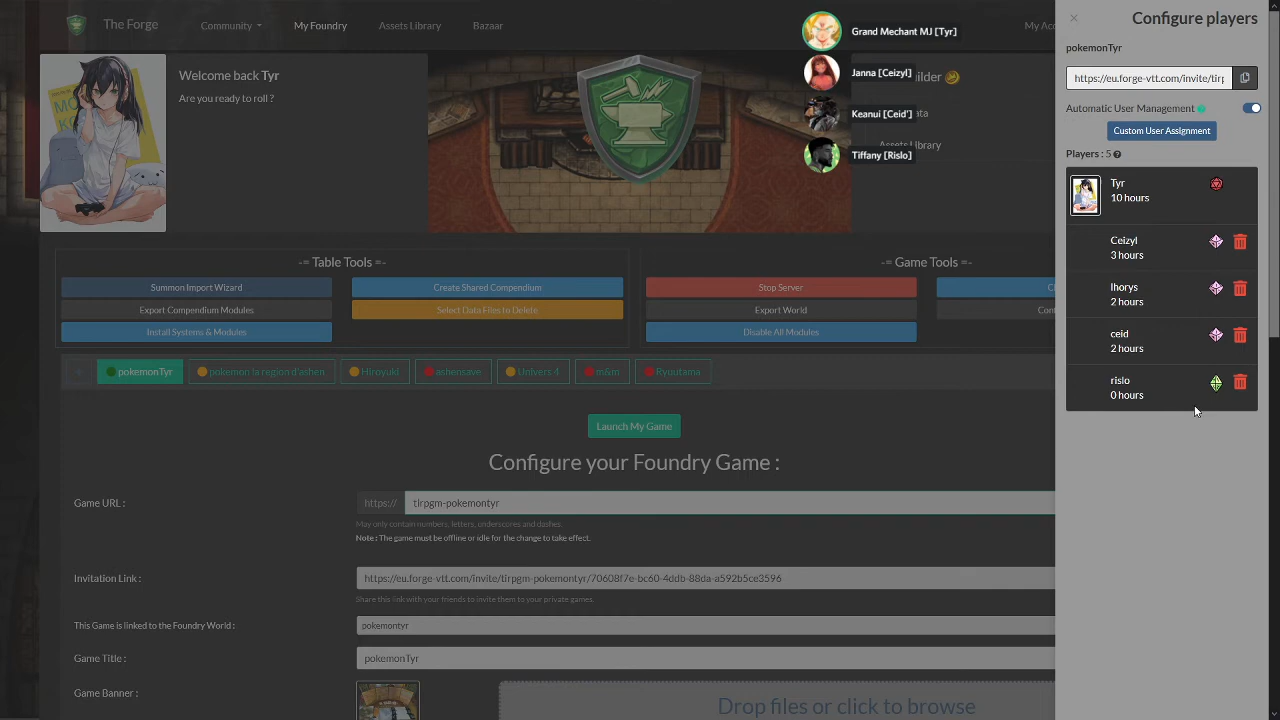 The Forge
Community
My Foundry
Assets Library
Bazaar
My Acc
Configure players
Welcome back Tyr
Are you ready to roll ?
Grand Mechant MJ [Tyr]
Janna [Ceizyl]
Keanui [Ceid']
Tiffany [Rislo]
uilder
ata
Assets Library
pokemonTyr
https://eu.forge-vtt.com/invite/tirp
Automatic User Management
Custom User Assignment
Players : 5
Tyr
10 hours
Ceizyl
3 hours
lhorys
2 hours
ceid
2 hours
rislo
0 hours
-= Table Tools =-
Summon Import Wizard
Create Shared Compendium
Export Compendium Modules
Select Data Files to Delete
Install Systems & Modules
-= Game Tools =-
Stop Server
Export World
Cont
Disable All Modules
pokemonTyr
pokemon la region d'ashen
Hiroyuki
ashensave
Univers 4
m&m
Ryuutama
Launch My Game
Configure your Foundry Game :
Game URL :
https://
tirpgm-pokemontyr
May only contain numbers, letters, underscores and dashes.
Note : The game must be offline or idle for the change to take effect.
Invitation Link :
https://eu.forge-vtt.com/invite/tirpgm-pokemontyr/70608f7e-bc60-4ddb-88da-a592b5ce3596
Share this link with your friends to invite them to your private games.
This Game is linked to the Foundry World :
pokemontyr
Game Title :
pokemonTyr
Game Banner :
Drop files or click to browse